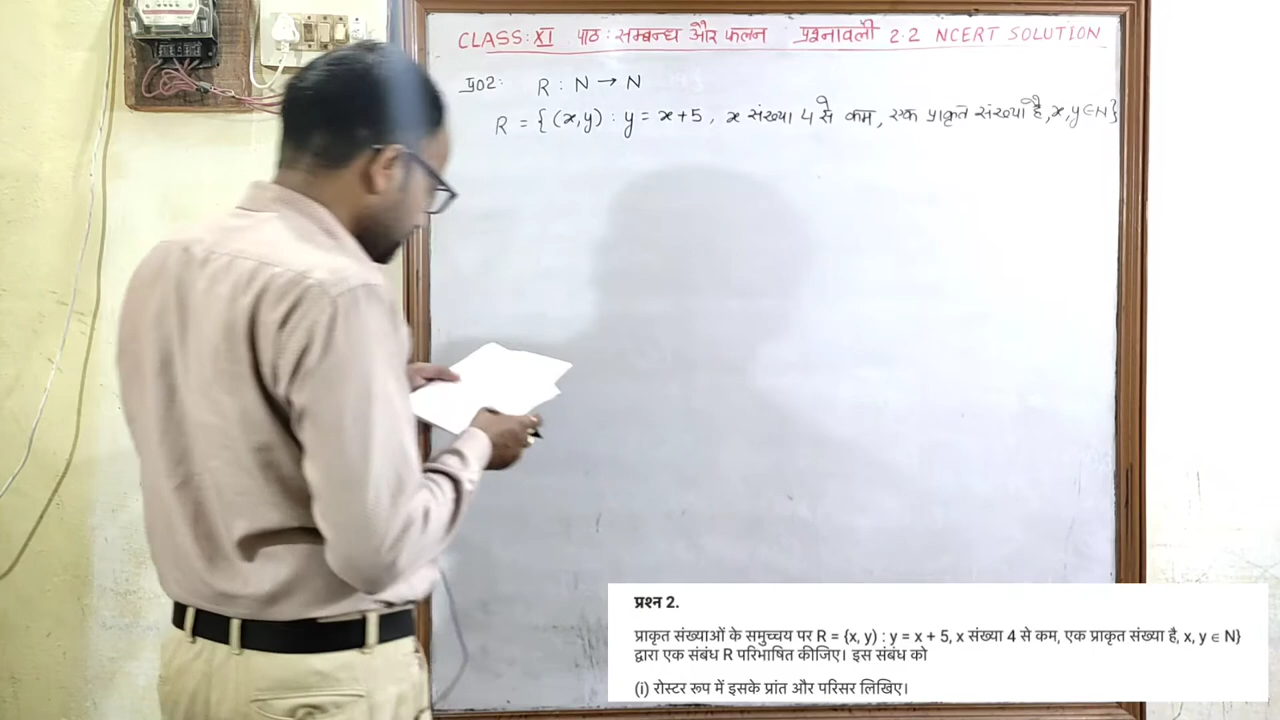 CLASS: XI पाठ: सम्बन्ध और फलन प्रश्नावली 2.2 NCERT SOLUTION
प्र02: R : N → N
R = {(x,y) : y = x+5, x संख्या 4 से कम, एक प्राकृत संख्या है, x,y∈N}
प्रश्न 2.
प्राकृत संख्याओं के समुच्चय पर R = {x, y) : y = x + 5, x संख्या 4 से कम, एक प्राकृत संख्या है, x, y ∈ N}
द्वारा एक संबंध R परिभाषित कीजिए। इस संबंध को
(i) रोस्टर रूप में इसके प्रांत और परिसर लिखिए।